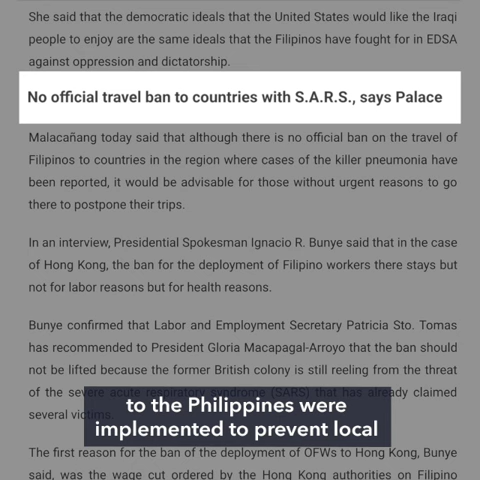 She said that the democratic ideals that the United States would like the Iraqi
people to enjoy are the same ideals that the Filipinos have fought for in EDSA
against oppression and dictatorship.
No official travel ban to countries with S.A.R.S., says Palace
Malacañang today said that although there is no official ban on the travel of
Filipinos to countries in the region where cases of the killer pneumonia have
been reported, it would be advisable for those without urgent reasons to go
there to postpone their trips.
In an interview, Presidential Spokesman Ignacio R. Bunye said that in the case
of Hong Kong, the ban for the deployment of Filipino workers there stays but
not for labor reasons but for health reasons.
Bunye confirmed that Labor and Employment Secretary Patricia Sto. Tomas
has recommended to President Gloria Macapagal-Arroyo that the ban should
not be lifted because the former British colony is still reeling from the threat
of the severe acute respiratory syndrome (SARS) that has already claimed
several victims.
to the Philippines were
implemented to prevent local
The first reason for the ban of the deployment of OFWs to Hong Kong, Bunye
said, was the wage cut ordered by the Hong Kong authorities on Filipino